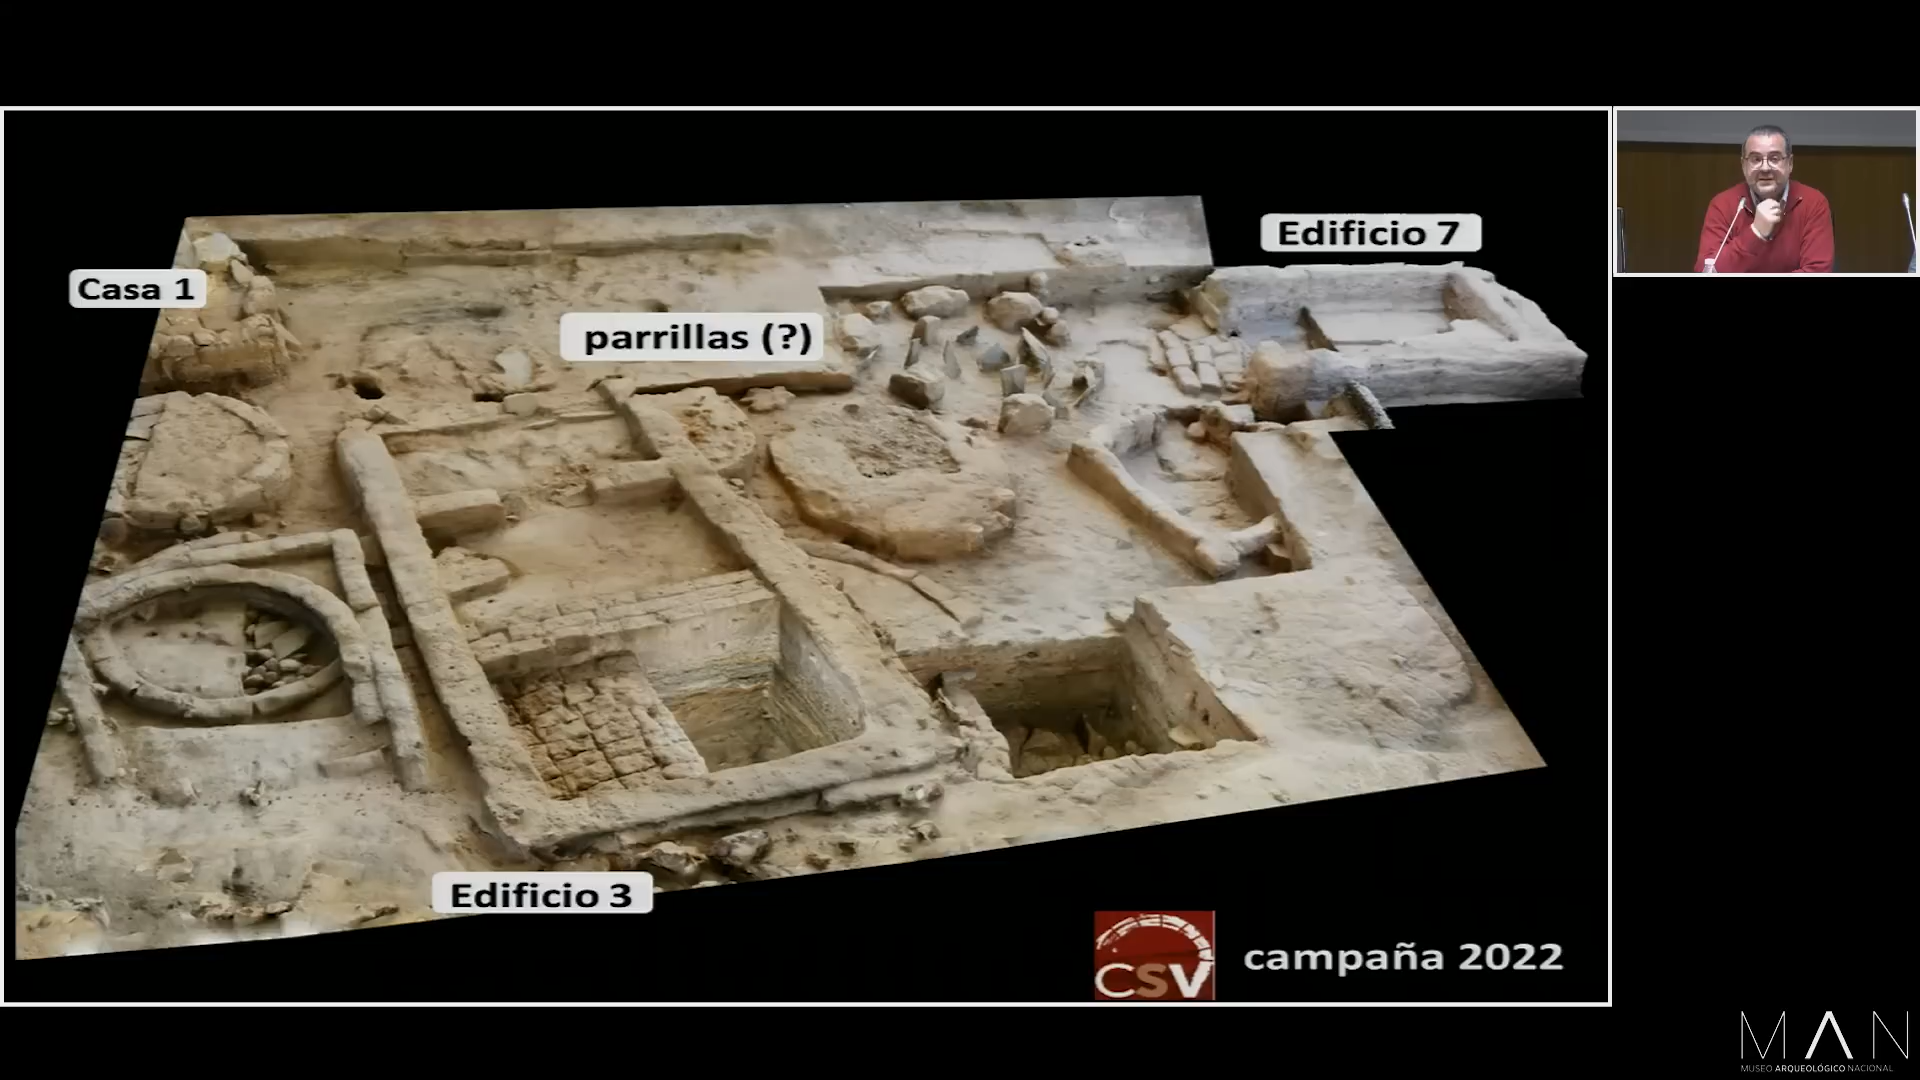 Edificio 7
Casa 1
parrillas (?)
Edificio 3
CSV
campaña 2022
MAN
MUSEO ARQUEOLÓGICO NACIONAL